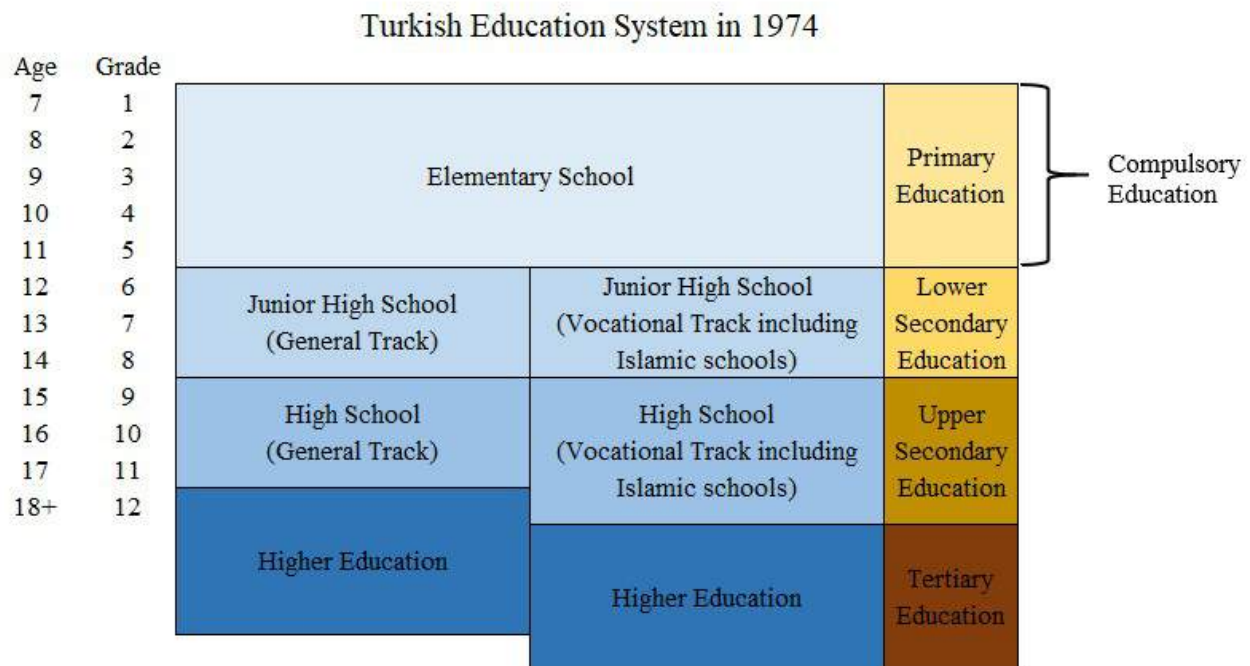 Turkish Education System in 1974
Age Grade
7 1
8 2
9 3
10 4
11 5
12 6
13 7
14 8
15 9
16 10
17 11
18+ 12
Elementary School
Primary
Education
Compulsory
Education
Junior High School
(General Track)
Junior High School
(Vocational Track including
Islamic schools)
Lower
Secondary
Education
High School
(General Track)
High School
(Vocational Track including
Islamic schools)
Upper
Secondary
Education
Higher Education
Higher Education
Tertiary
Education